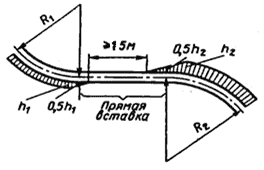 R₁
≥15м
0,5h₂
h₂
h₁
0,5h₁
Прямая
вставка
R₂